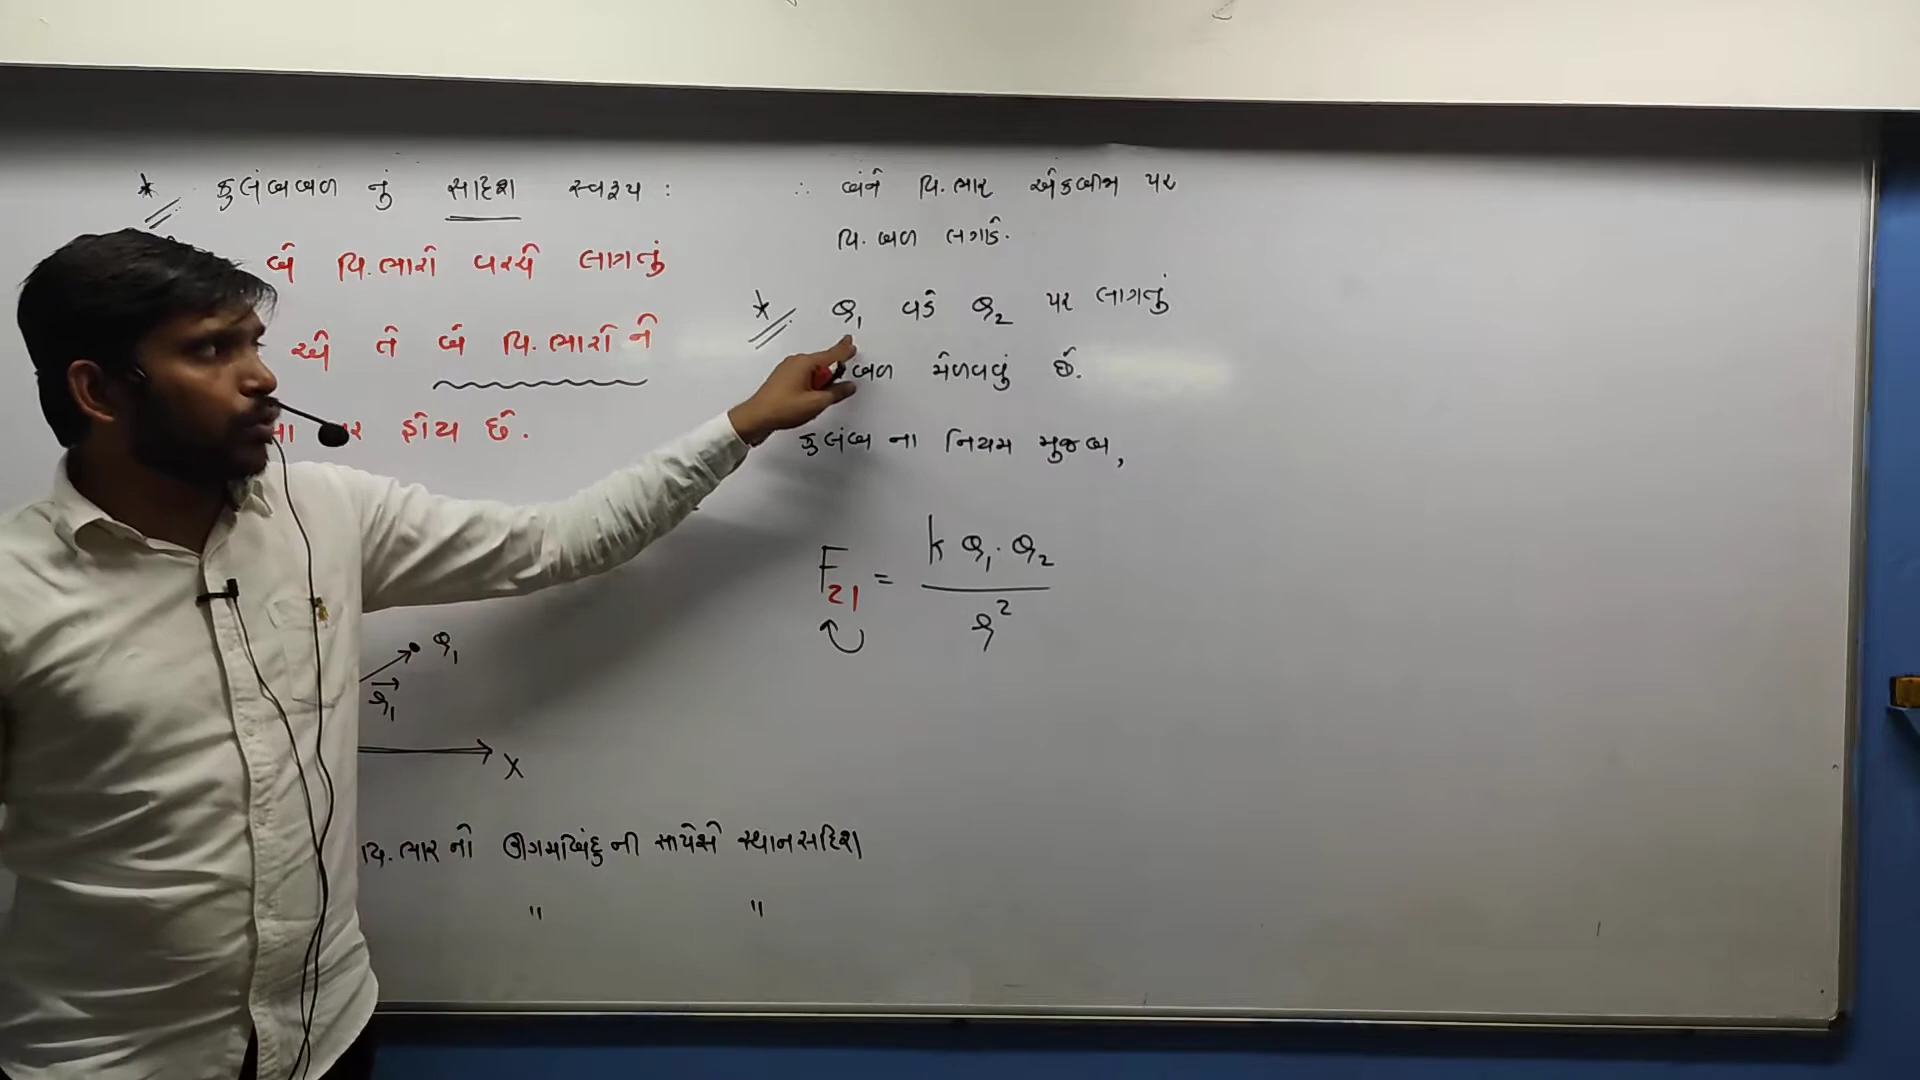 * કુલંબબળ નું સદિશ સ્વરૂપ :
બે વિ.ભારો વચ્ચે લાગતું
એ તે બે વિ.ભારોને
હોય છે.
Q₁
r₁
X
વિ.ભારનો ઊગમબિંદુની સાપેક્ષે સ્થાનસદિશ
" "
∴ બંને વિ.ભાર એકબીજા પર
વિ. બળ લગાડે.
* Q₁ વડે Q₂ પર લાગતું
બળ મેળવવું છે.
કુલંબ ના નિયમ મુજબ,
F₂₁ = k Q₁. Q₂ / r²